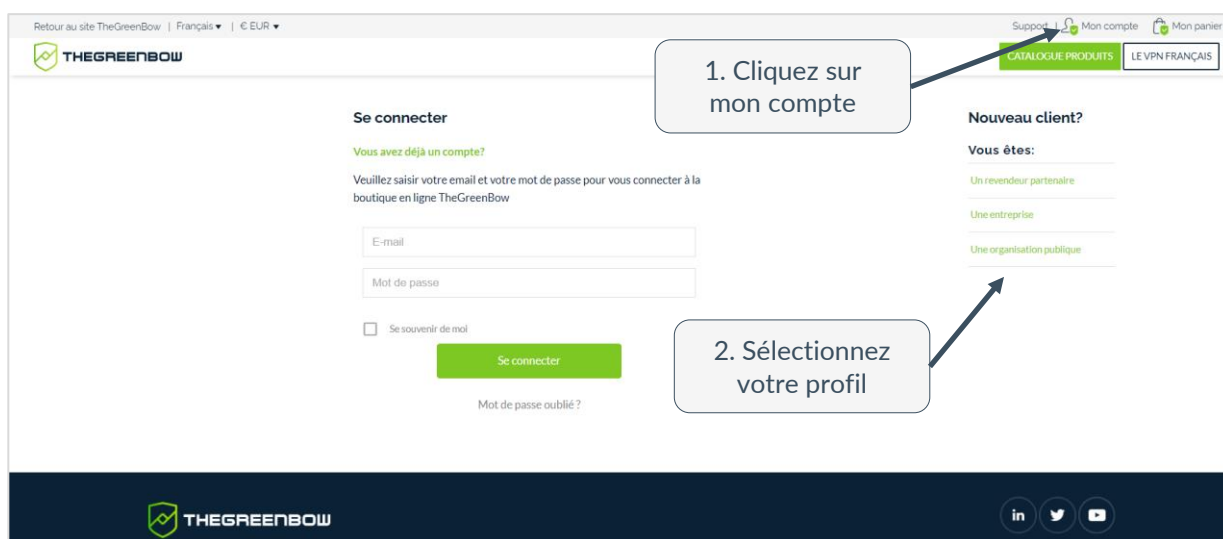 Retour au site TheGreenBow | Français ▾ | € EUR ▾
Support | Mon compte Mon panier
THEGREENBOW
CATALOGUE PRODUITS LE VPN FRANÇAIS
1. Cliquez sur
mon compte
Se connecter
Vous avez déjà un compte?
Veuillez saisir votre email et votre mot de passe pour vous connecter à la
boutique en ligne TheGreenBow
E-mail
Mot de passe
Se souvenir de moi
Se connecter
Mot de passe oublié ?
Nouveau client?
Vous êtes:
Un revendeur partenaire
Une entreprise
Une organisation publique
2. Sélectionnez
votre profil
THEGREENBOW
in